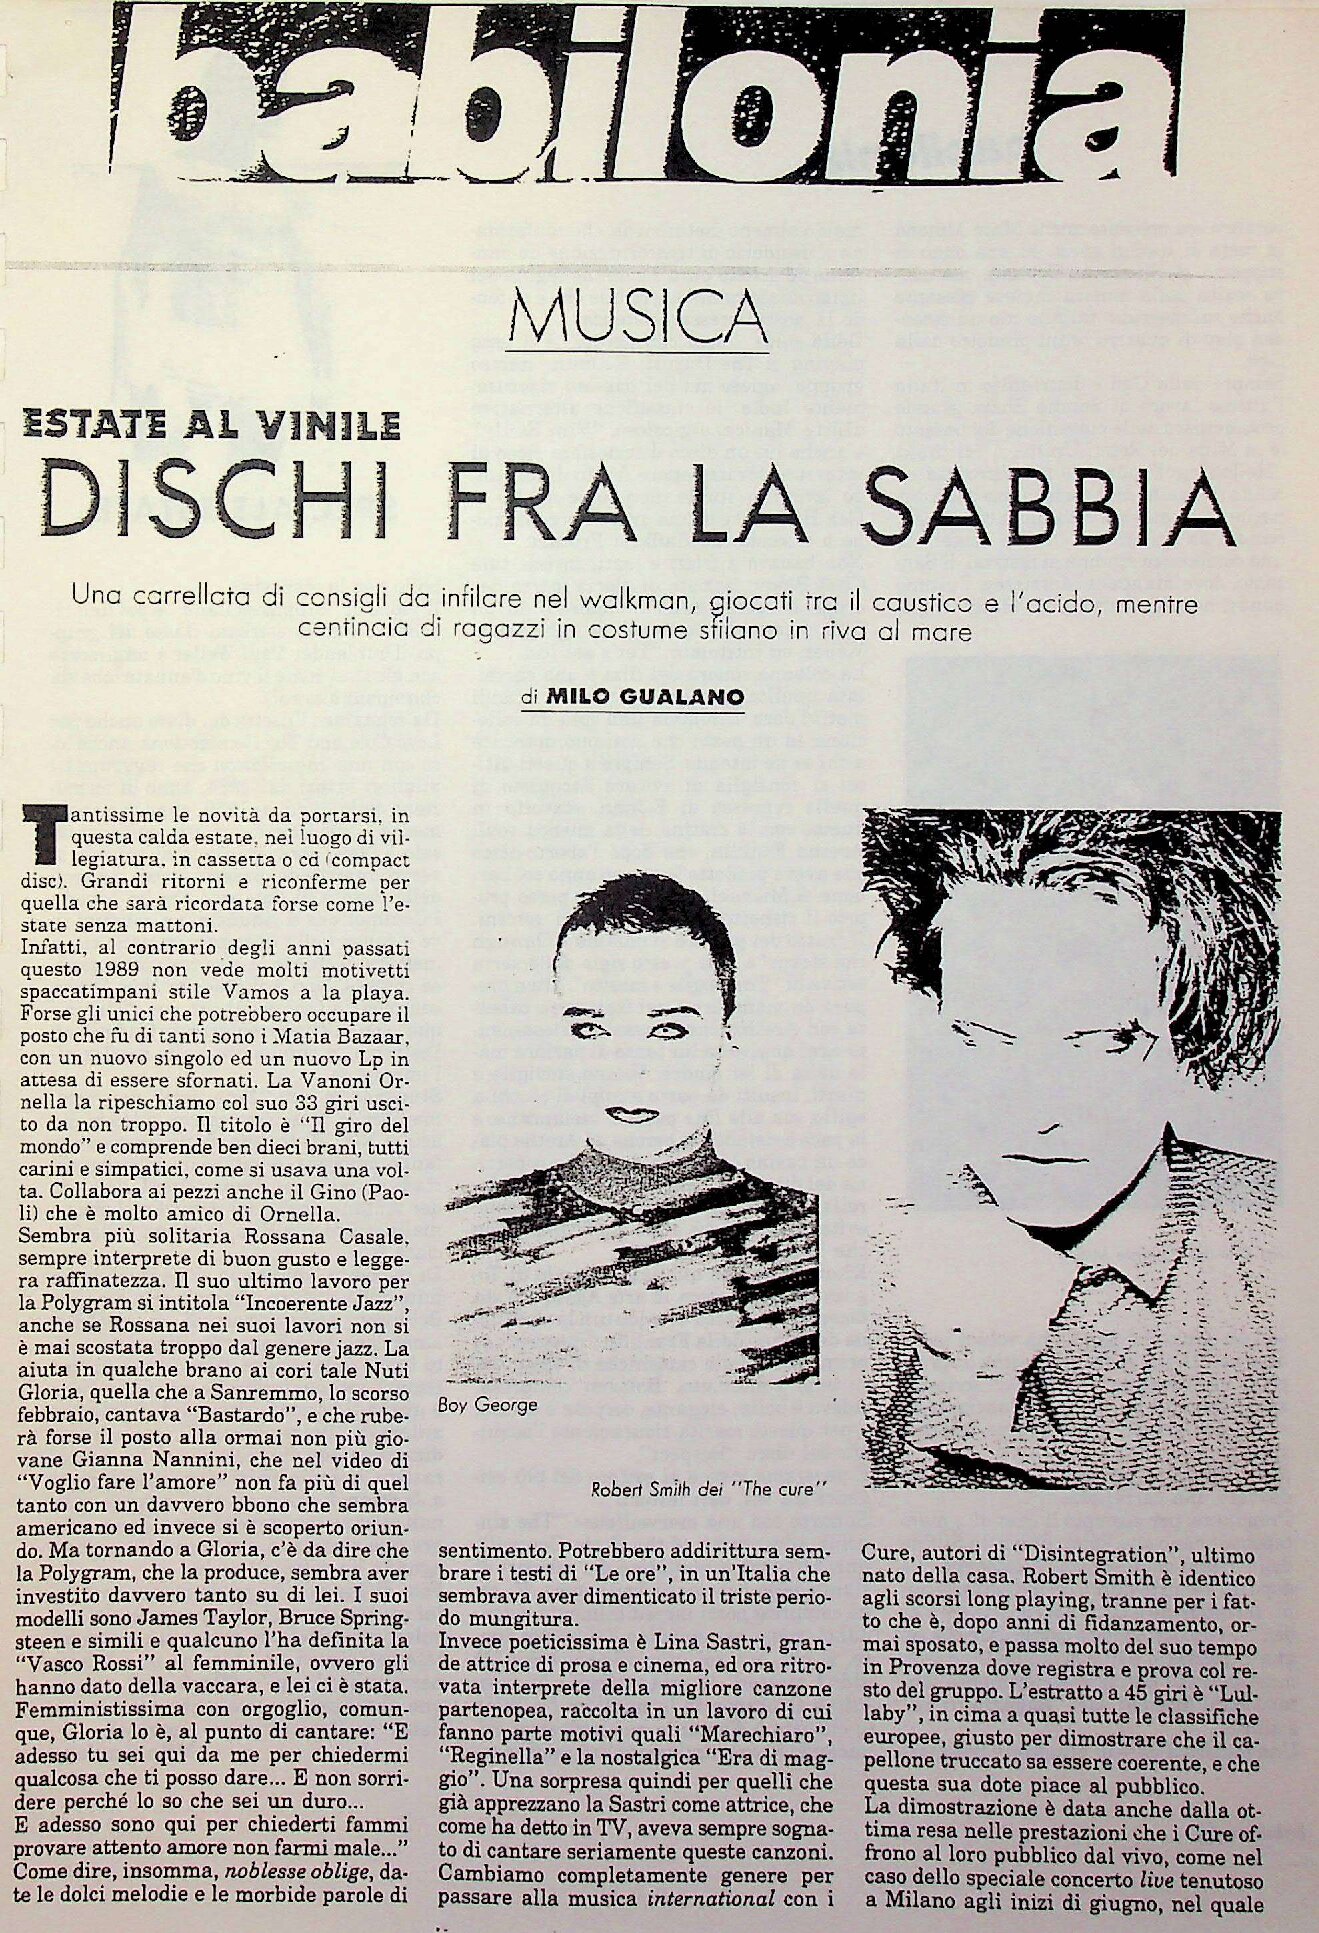 babilonia
MUSICA
ESTATE AL VINILE
DISCHI FRA LA SABBIA
Una carrellata di consigli da infilare nel walkman, giocati tra il caustico e l'acido, mentre
centinaia di ragazzi in costume sfilano in riva al mare
di MILO GUALANO
Tantissime le novità da portarsi, in
questa calda estate, nel luogo di vil-
legiatura, in cassetta o cd (compact
disc). Grandi ritorni e riconferme per
quella che sarà ricordata forse come l'e-
state senza mattoni.
Infatti, al contrario degli anni passati
questo 1989 non vede molti motivetti
spaccatimpani stile Vamos a la playa.
Forse gli unici che potrebbero occupare il
posto che fu di tanti sono i Matia Bazaar,
con un nuovo singolo ed un nuovo Lp in
attesa di essere sfornati. La Vanoni Or-
nella la ripeschiamo col suo 33 giri usci-
to da non troppo. Il titolo è "Il giro del
mondo" e comprende ben dieci brani, tutti
carini e simpatici, come si usava una vol-
ta. Collabora ai pezzi anche il Gino (Pao-
li) che è molto amico di Ornella.
Sembra più solitaria Rossana Casale,
sempre interprete di buon gusto e legge-
ra raffinatezza. Il suo ultimo lavoro per
la Polygram si intitola "Incoerente Jazz",
anche se Rossana nei suoi lavori non si
è mai scostata troppo dal genere jazz. La
aiuta in qualche brano ai cori tale Nuti
Gloria, quella che a Sanremmo, lo scorso
febbraio, cantava "Bastardo", e che rube-
rà forse il posto alla ormai non più gio-
vane Gianna Nannini, che nel video di
"Voglio fare l'amore" non fa più di quel
tanto con un davvero bbono che sembra
americano ed invece si è scoperto oriun-
do. Ma tornando a Gloria, c'è da dire che
la Polygram, che la produce, sembra aver
investito davvero tanto su di lei. I suoi
modelli sono James Taylor, Bruce Spring-
steen e simili e qualcuno l'ha definita la
"Vasco Rossi" al femminile, ovvero gli
hanno dato della vaccara, e lei ci è stata.
Femministissima con orgoglio, comun-
que, Gloria lo è, al punto di cantare: "E
adesso tu sei qui da me per chiedermi
qualcosa che ti posso dare... E non sorri-
dere perché lo so che sei un duro...
E adesso sono qui per chiederti fammi
provare attento amore non farmi male..."
Come dire, insomma, noblesse oblige, da-
te le dolci melodie e le morbide parole di
Boy George
Robert Smith dei "The cure"
sentimento. Potrebbero addirittura sem-
brare i testi di "Le ore", in un'Italia che
sembrava aver dimenticato il triste perio-
do mungitura.
Invece poeticissima è Lina Sastri, gran-
de attrice di prosa e cinema, ed ora ritro-
vata interprete della migliore canzone
partenopea, raccolta in un lavoro di cui
fanno parte motivi quali "Marechiaro",
"Reginella" e la nostalgica "Era di mag-
gio". Una sorpresa quindi per quelli che
già apprezzano la Sastri come attrice, che
come ha detto in TV, aveva sempre sogna-
to di cantare seriamente queste canzoni.
Cambiamo completamente genere per
passare alla musica international con i
Cure, autori di "Disintegration", ultimo
nato della casa. Robert Smith è identico
agli scorsi long playing, tranne per i fat-
to che è, dopo anni di fidanzamento, or-
mai sposato, e passa molto del suo tempo
in Provenza dove registra e prova col re-
sto del gruppo. L'estratto a 45 giri è "Lul-
laby", in cima a quasi tutte le classifiche
europee, giusto per dimostrare che il ca-
pellone truccato sa essere coerente, e che
questa sua dote piace al pubblico.
La dimostrazione è data anche dalla ot-
tima resa nelle prestazioni che i Cure of-
frono al loro pubblico dal vivo, come nel
caso dello speciale concerto live tenutoso
a Milano agli inizi di giugno, nel quale